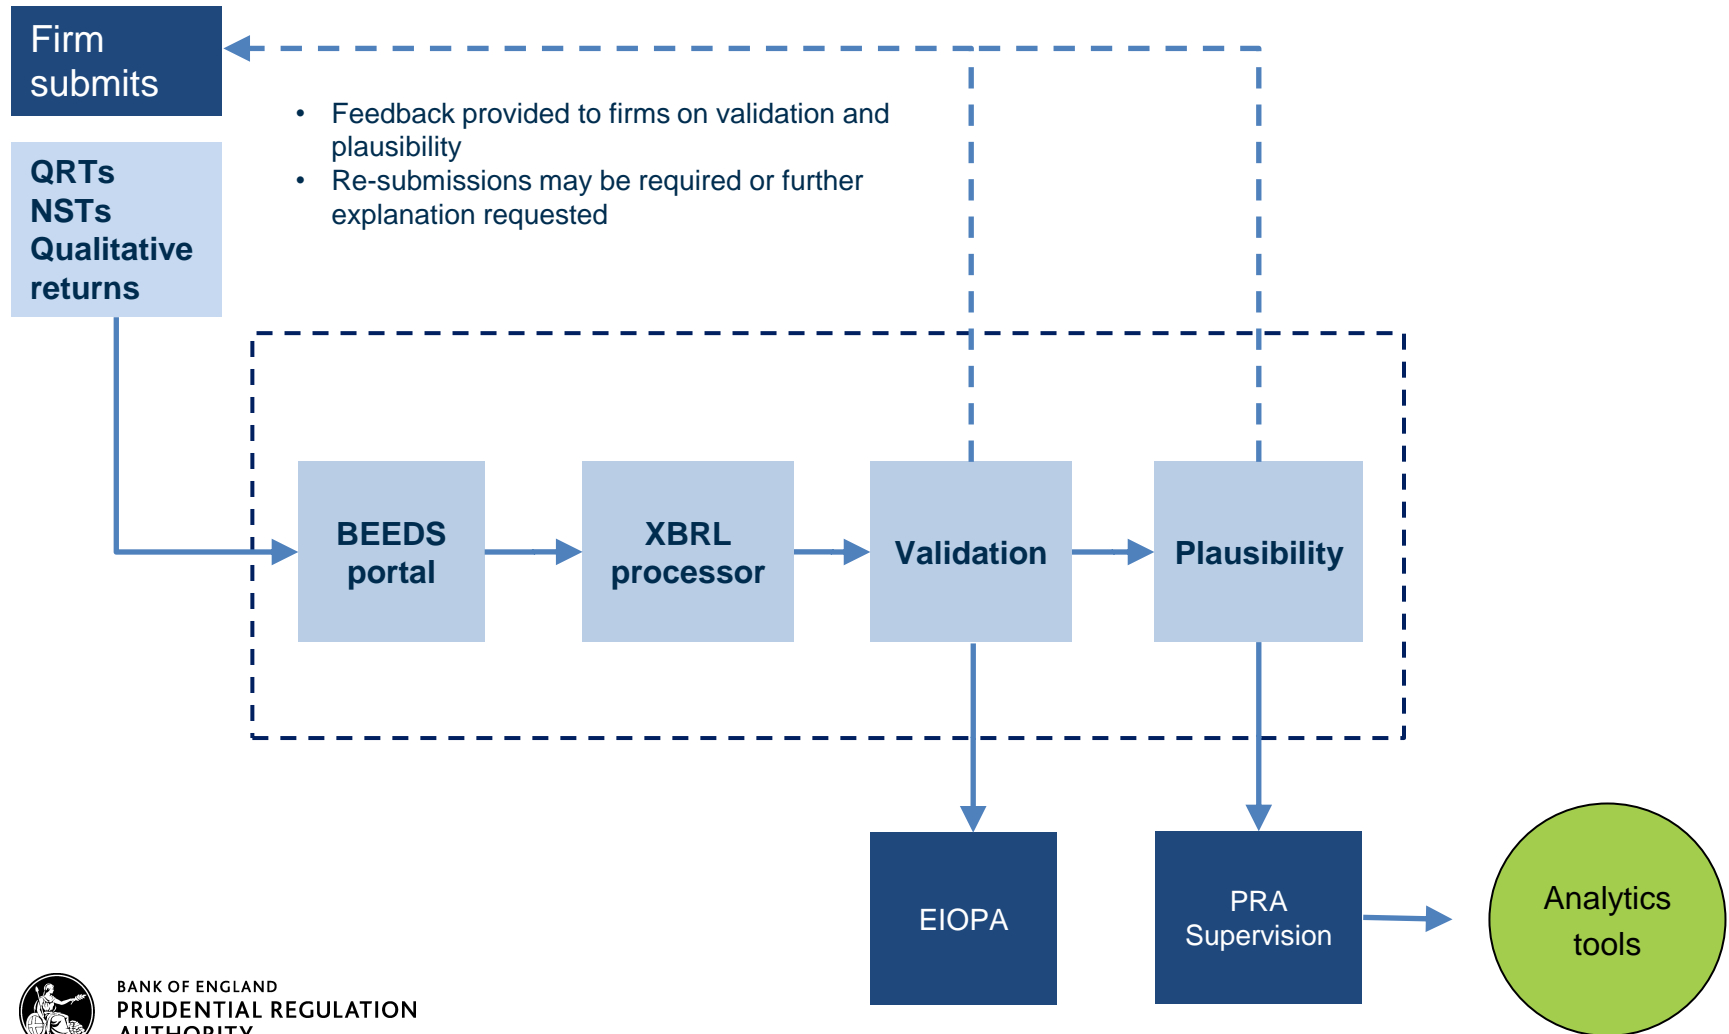 Firm
submits
QRTs
NSTs
Qualitative
returns
• Feedback provided to firms on validation and
plausibility
• Re-submissions may be required or further
explanation requested
BEEDS
portal
XBRL
processor
Validation
Plausibility
EIOPA
PRA
Supervision
Analytics
tools
BANK OF ENGLAND
PRUDENTIAL REGULATION
AUTHORITY